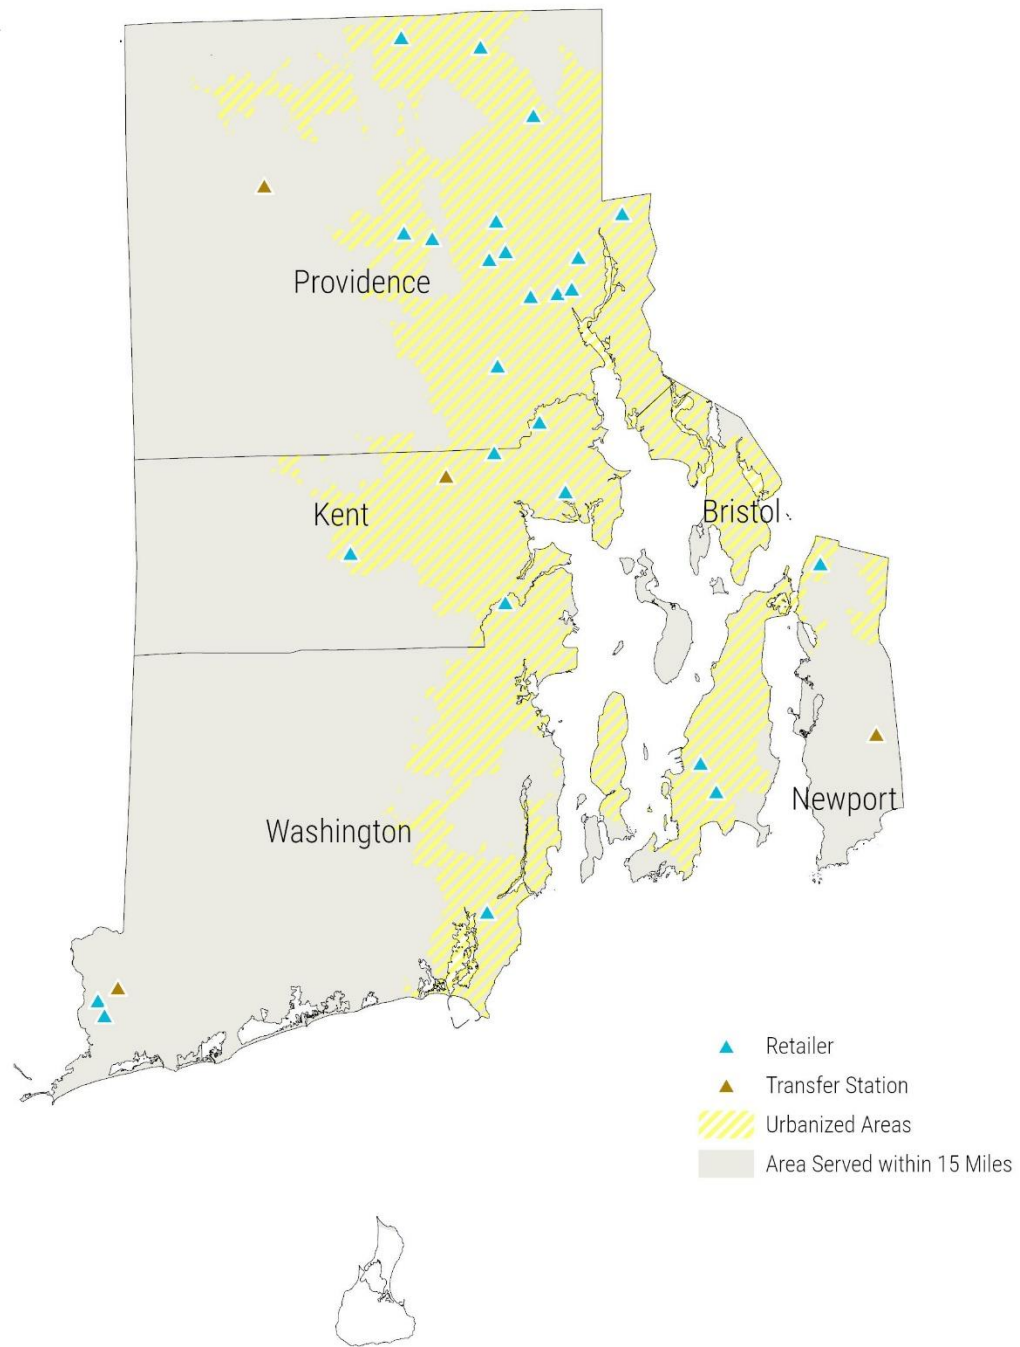 Providence
Kent
Bristol
Newport
Washington
Retailer
Transfer Station
Urbanized Areas
Area Served within 15 Miles